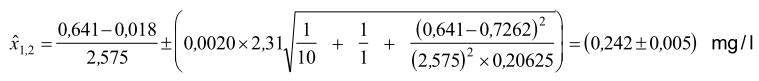 x̂₁,₂ = (0,641−0,018)/2,575 ± (0,0020×2,31√(1/10 + 1/1 + (0,641−0,7262)²/((2,575)²×0,20625))) = (0,242±0,005) mg/l